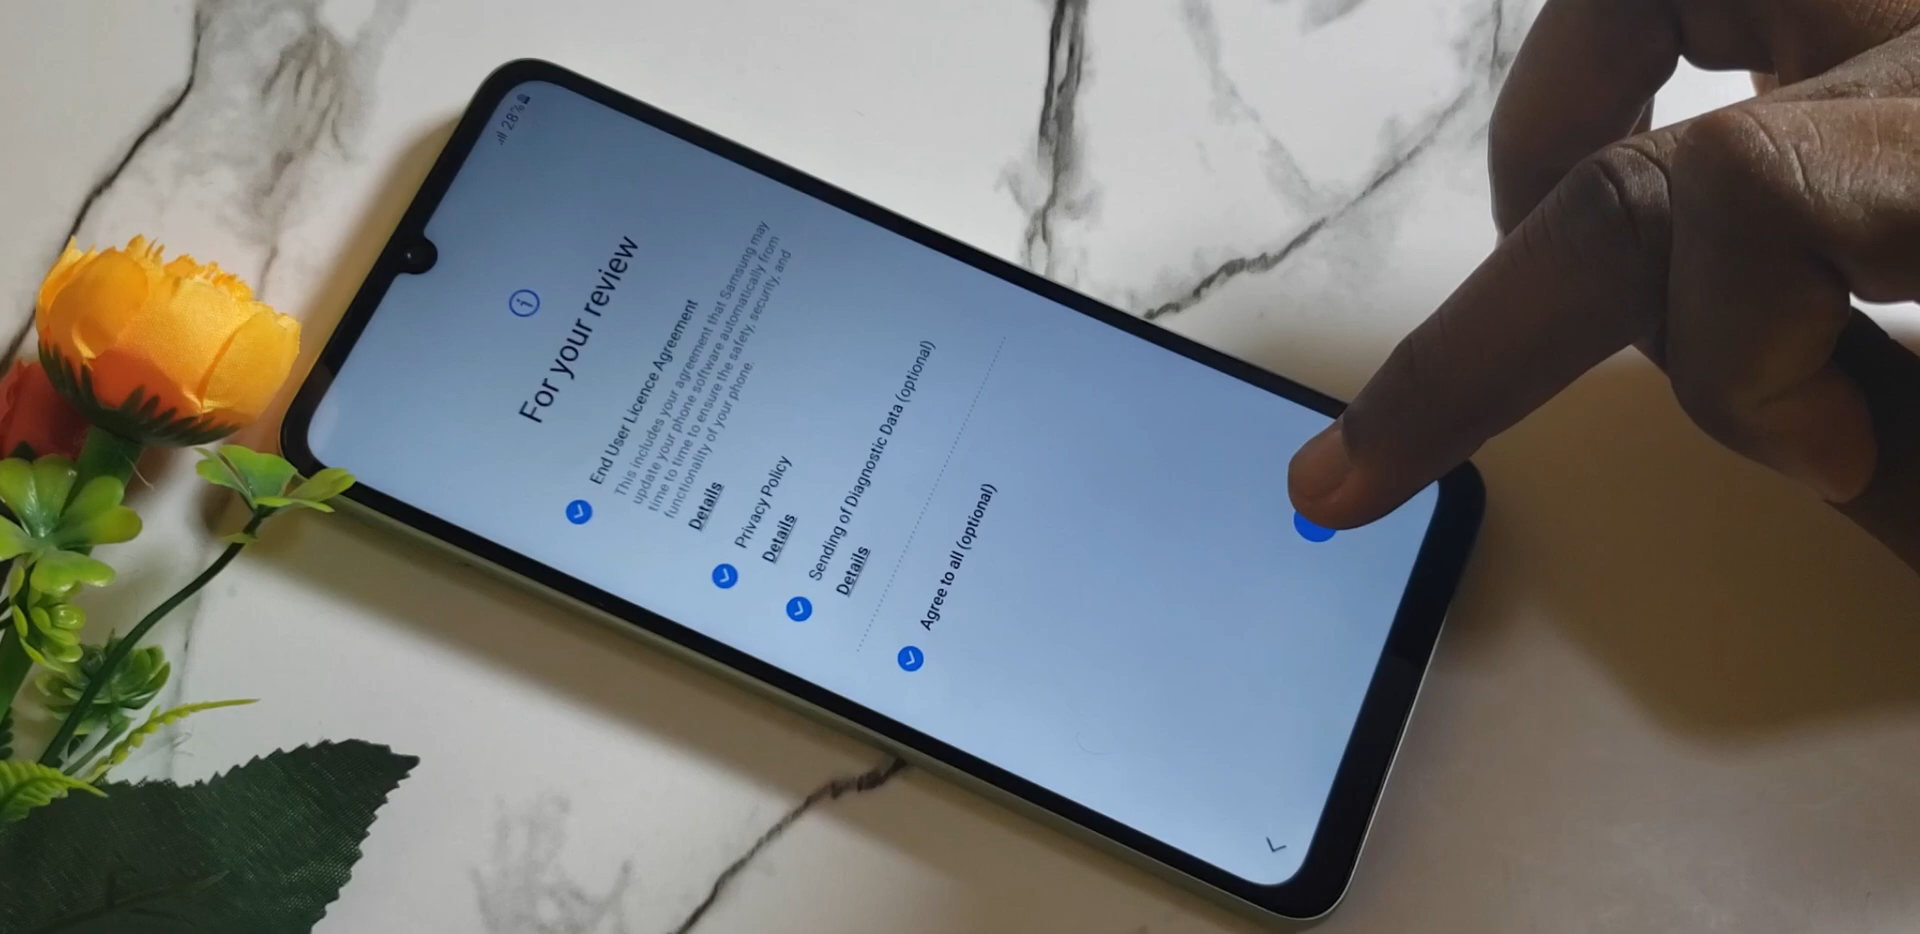 28%
For your review
End User Licence Agreement
This includes your agreement that Samsung may
update your phone software automatically from
time to time to ensure the safety, security, and
functionality of your phone.
Details
Privacy Policy
Details
Sending of Diagnostic Data (optional)
Details
Agree to all (optional)